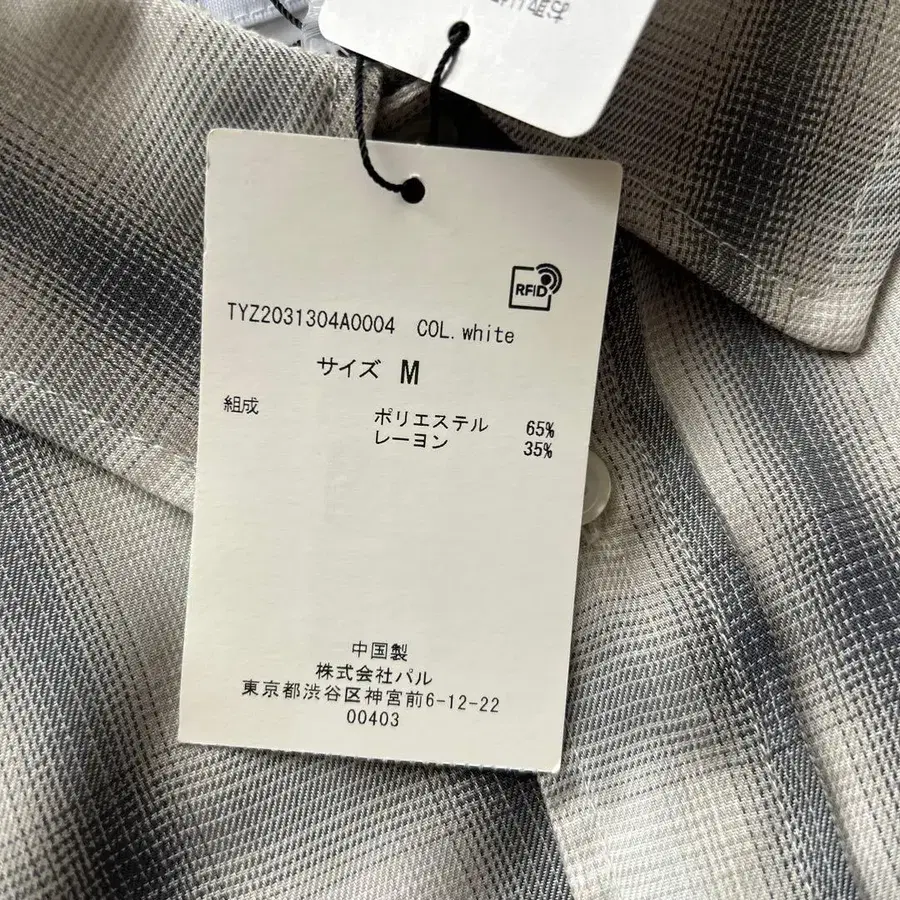 RFID
TYZ2031304A0004 COL.white
サイズ M
組成 ポリエステル 65%
レーヨン 35%
中国製
株式会社パル
東京都渋谷区神宮前6-12-22
00403